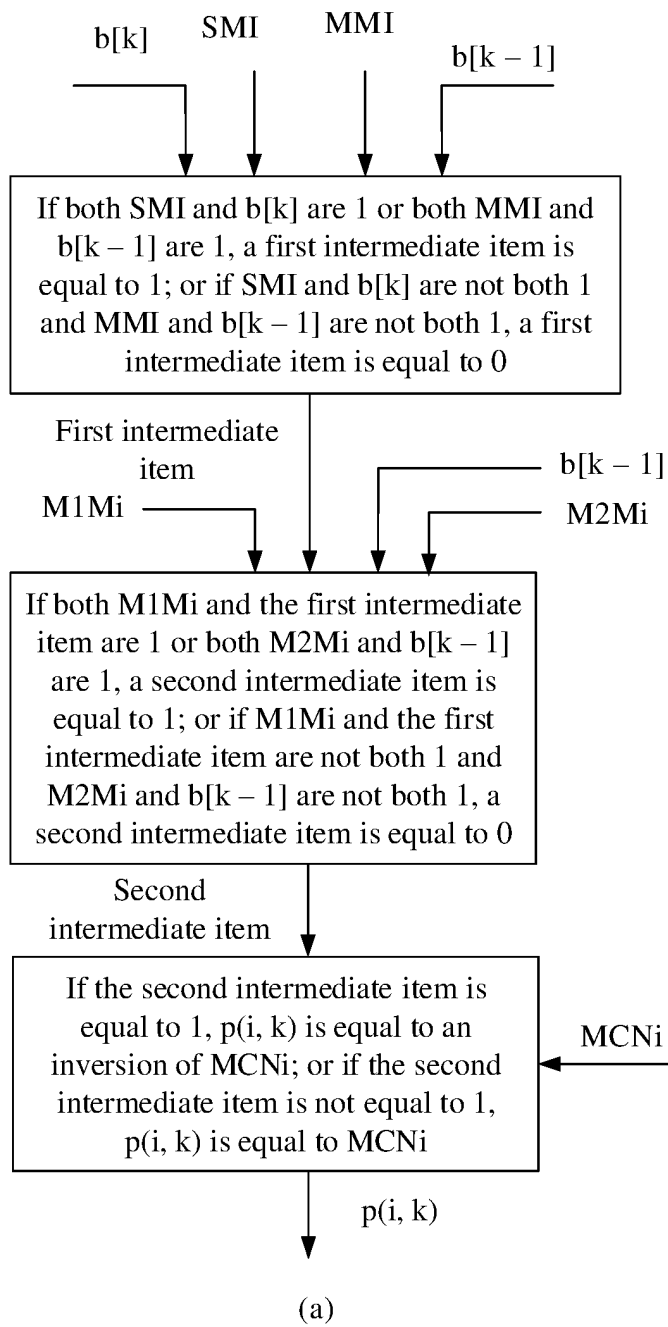 b[k]
SMI
MMI
b[k – 1]
If both SMI and b[k] are 1 or both MMI and
b[k – 1] are 1, a first intermediate item is
equal to 1; or if SMI and b[k] are not both 1
and MMI and b[k – 1] are not both 1, a first
intermediate item is equal to 0
First intermediate
item
b[k – 1]
M1Mi
M2Mi
If both M1Mi and the first intermediate
item are 1 or both M2Mi and b[k – 1]
are 1, a second intermediate item is
equal to 1; or if M1Mi and the first
intermediate item are not both 1 and
M2Mi and b[k – 1] are not both 1, a
second intermediate item is equal to 0
Second
intermediate item
If the second intermediate item is
equal to 1, p(i, k) is equal to an
inversion of MCNi; or if the second
intermediate item is not equal to 1,
p(i, k) is equal to MCNi
MCNi
p(i, k)
(a)